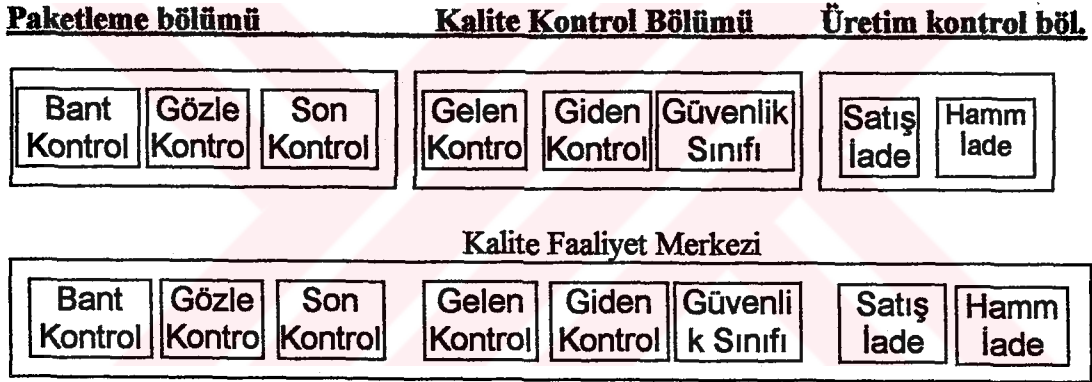 Paketleme bölümü Kalite Kontrol Bölümü Üretim kontrol böl.
Bant Gözle Son Gelen Giden Güvenlik Satış Hamm
Kontrol Kontro Kontrol Kontro Kontrol Sınıfı İade İade
Kalite Faaliyet Merkezi
Bant Gözle Son Gelen Giden Güvenli Satış Hamm
Kontrol Kontro Kontrol Kontrol Kontrol k Sınıfı İade İade